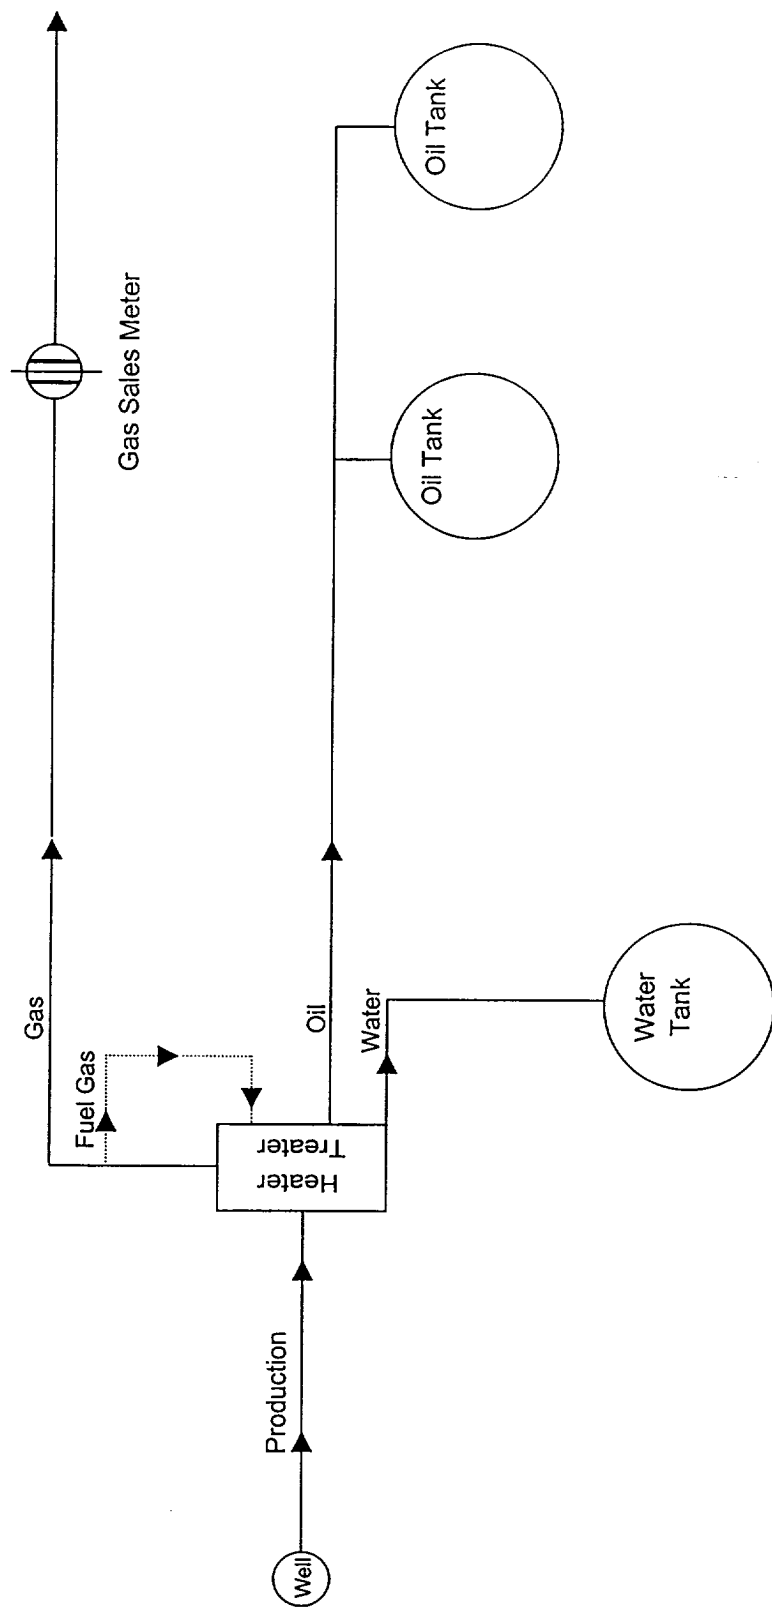 Gas Sales Meter
Oil Tank
Oil Tank
Gas
Fuel Gas
Oil
Water
Water
Tank
Heater
Treater
Production
Well